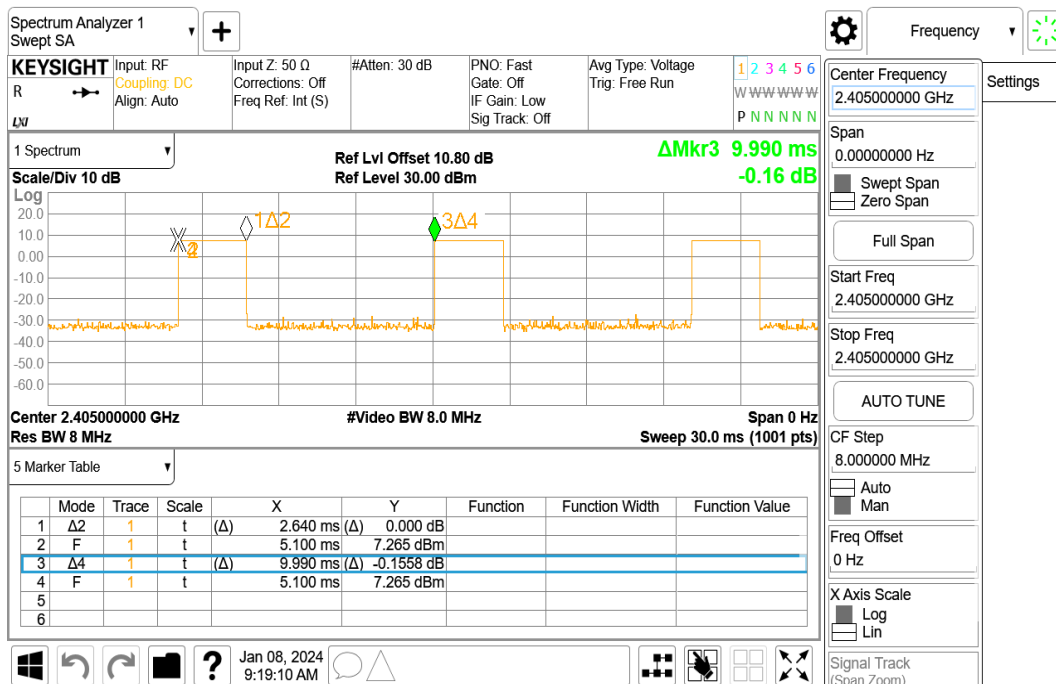 Spectrum Analyzer 1
Swept SA
Frequency
KEYSIGHT
R
LXI
Input: RF
Coupling: DC
Align: Auto
Input Z: 50 Ω
Corrections: Off
Freq Ref: Int (S)
#Atten: 30 dB
PNO: Fast
Gate: Off
IF Gain: Low
Sig Track: Off
Avg Type: Voltage
Trig: Free Run
1 2 3 4 5 6
W W W W W W
P N N N N N
Center Frequency
2.405000000 GHz
Settings
Span
0.00000000 Hz
Swept Span
Zero Span
Full Span
Start Freq
2.405000000 GHz
Stop Freq
2.405000000 GHz
AUTO TUNE
CF Step
8.000000 MHz
Auto
Man
Freq Offset
0 Hz
X Axis Scale
Log
Lin
Signal Track
(Span Zoom)
1 Spectrum
Scale/Div 10 dB
Ref Lvl Offset 10.80 dB
Ref Level 30.00 dBm
ΔMkr3 9.990 ms
-0.16 dB
Log
20.0
10.0
0.00
-10.0
-20.0
-30.0
-40.0
-50.0
-60.0
1Δ2
3Δ4
Center 2.405000000 GHz
#Video BW 8.0 MHz
Span 0 Hz
Res BW 8 MHz
Sweep 30.0 ms (1001 pts)
5 Marker Table
Mode Trace Scale X Y Function Function Width Function Value
1 Δ2 1 t (Δ) 2.640 ms (Δ) 0.000 dB
2 F 1 t 5.100 ms 7.265 dBm
3 Δ4 1 t (Δ) 9.990 ms (Δ) -0.1558 dB
4 F 1 t 5.100 ms 7.265 dBm
5
6
?
Jan 08, 2024
9:19:10 AM